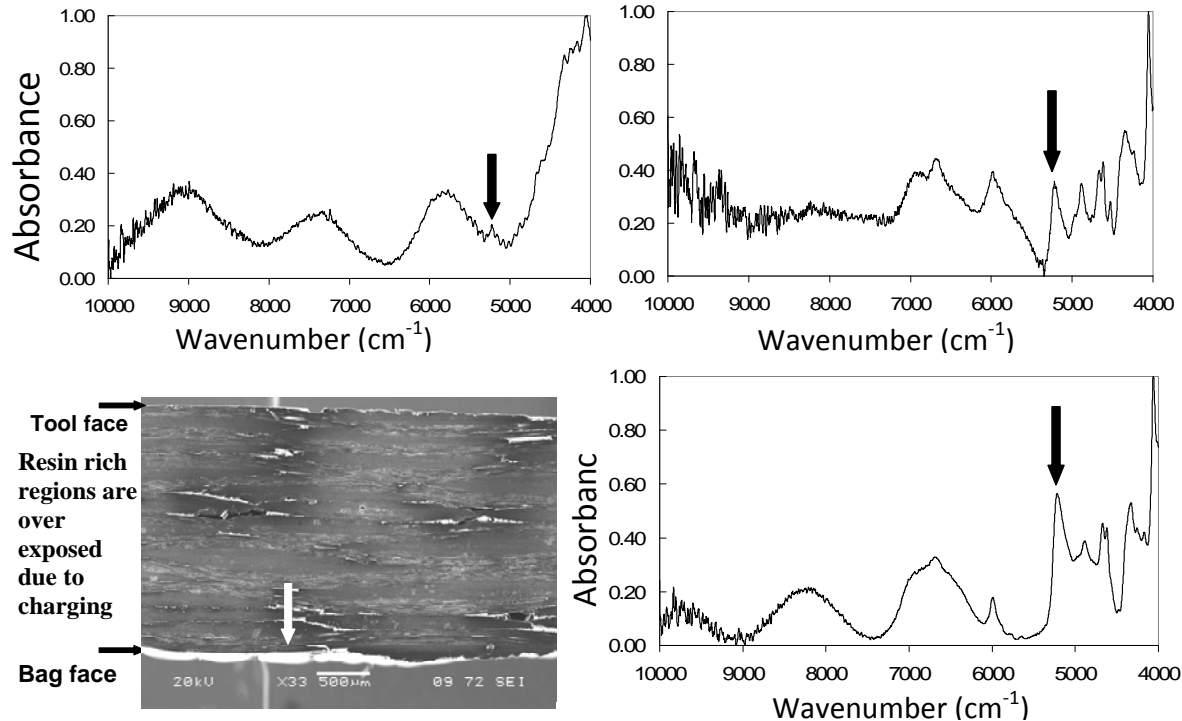 1.00
0.80
0.60
0.40
0.20
0.00
Absorbance
10000 9000 8000 7000 6000 5000 4000
Wavenumber (cm-1)
1.00
0.80
0.60
0.40
0.20
0.00
10000 9000 8000 7000 6000 5000 4000
Wavenumber (cm-1)
Tool face
Resin rich
regions are
over
exposed
due to
charging
Bag face
20kV X33 500µm 09 72 SEI
1.00
0.80
0.60
0.40
0.20
0.00
Absorbanc
10000 9000 8000 7000 6000 5000 4000
Wavenumber (cm-1)